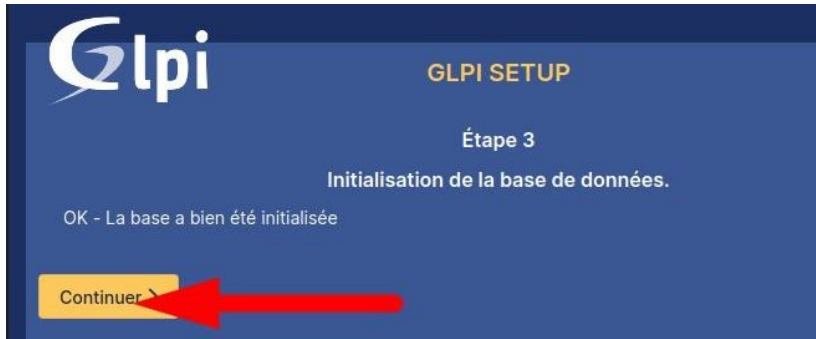 Glpi
GLPI SETUP
Étape 3
Initialisation de la base de données.
OK - La base a bien été initialisée
Continuer >